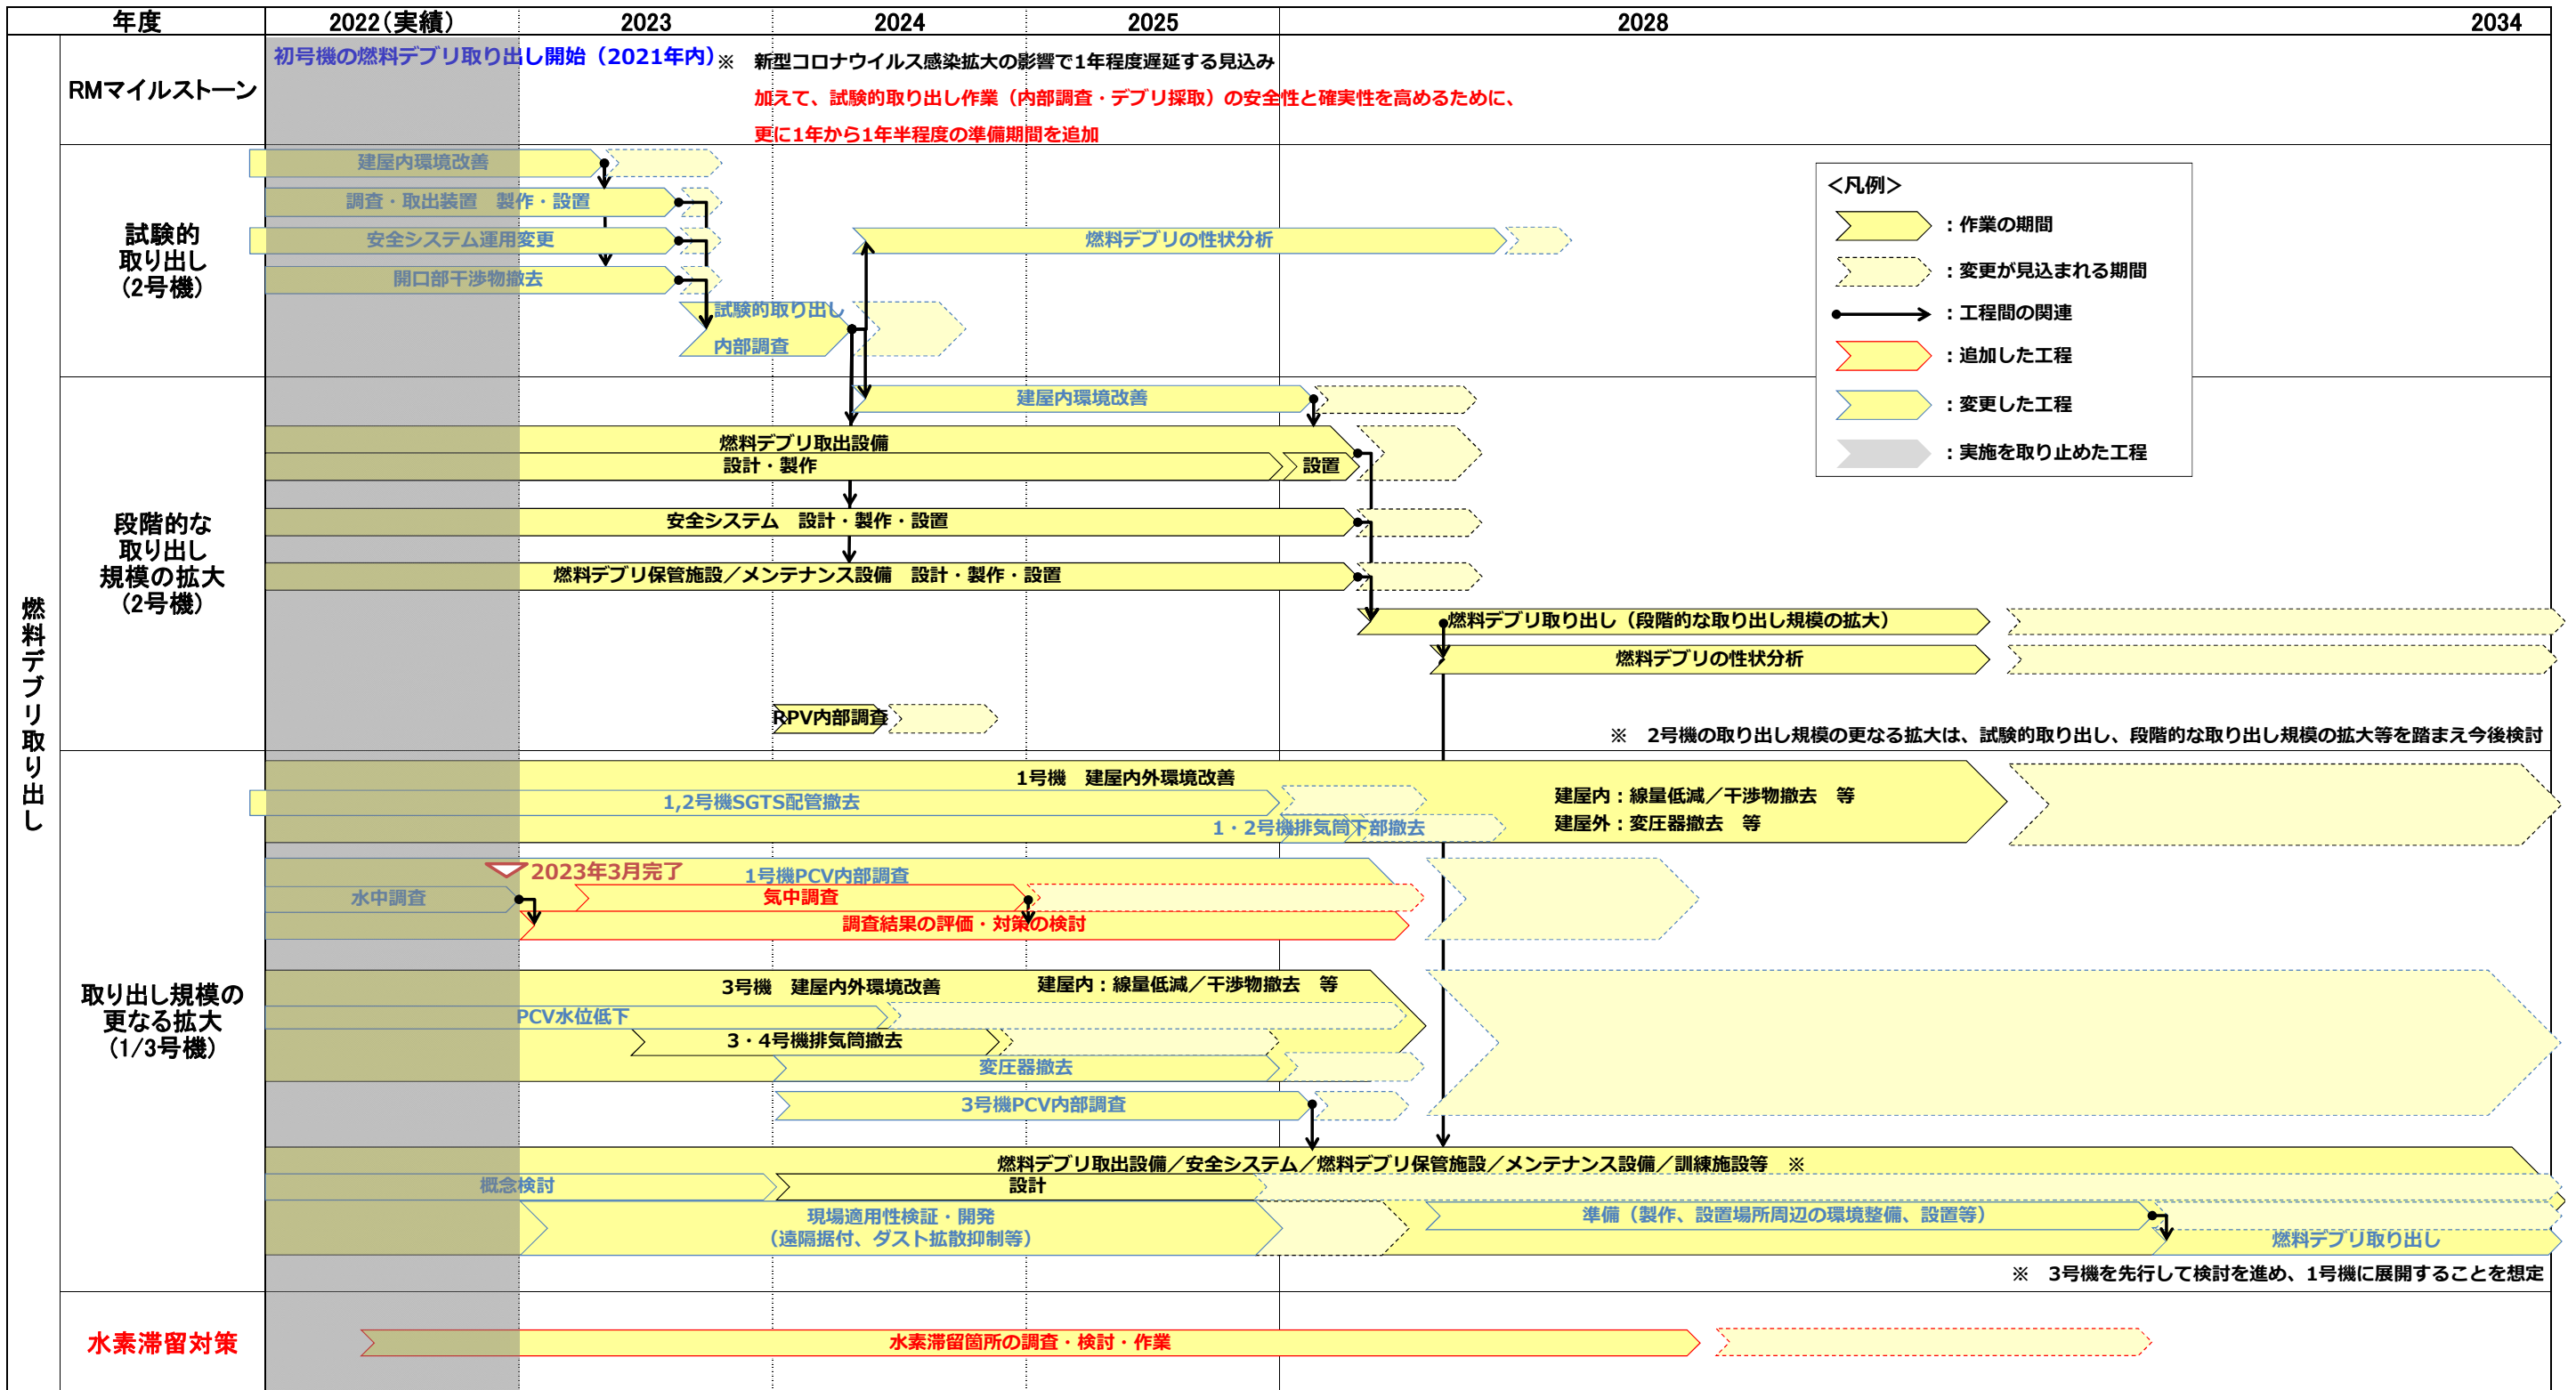 年度
2022（実績）
2023
2024
2025
2028
2034
燃料デブリ取り出し
RMマイルストーン
初号機の燃料デブリ取り出し開始（2021年内）
※　新型コロナウイルス感染拡大の影響で1年程度遅延する見込み
加えて、試験的取り出し作業（内部調査・デブリ採取）の安全性と確実性を高めるために、
更に1年から1年半程度の準備期間を追加
試験的
取り出し
（2号機）
建屋内環境改善
調査・取出装置　製作・設置
安全システム運用変更
燃料デブリの性状分析
開口部干渉物撤去
試験的取り出し
内部調査
＜凡例＞
：作業の期間
：変更が見込まれる期間
：工程間の関連
：追加した工程
：変更した工程
：実施を取り止めた工程
段階的な
取り出し
規模の拡大
（2号機）
建屋内環境改善
燃料デブリ取出設備
設計・製作
設置
安全システム　設計・製作・設置
燃料デブリ保管施設／メンテナンス設備　設計・製作・設置
燃料デブリ取り出し（段階的な取り出し規模の拡大）
燃料デブリの性状分析
RPV内部調査
※　2号機の取り出し規模の更なる拡大は、試験的取り出し、段階的な取り出し規模の拡大等を踏まえ今後検討
取り出し規模の
更なる拡大
（1/3号機）
1号機　建屋内外環境改善
1,2号機SGTS配管撤去
建屋内：線量低減／干渉物撤去　等
1・2号機排気筒下部撤去
建屋外：変圧器撤去　等
2023年3月完了
1号機PCV内部調査
水中調査
気中調査
調査結果の評価・対策の検討
3号機　建屋内外環境改善
建屋内：線量低減／干渉物撤去　等
PCV水位低下
3・4号機排気筒撤去
変圧器撤去
3号機PCV内部調査
燃料デブリ取出設備／安全システム／燃料デブリ保管施設／メンテナンス設備／訓練施設等　※
概念検討
設計
現場適用性検証・開発
（遠隔据付、ダスト拡散抑制等）
準備（製作、設置場所周辺の環境整備、設置等）
燃料デブリ取り出し
※　3号機を先行して検討を進め、1号機に展開することを想定
水素滞留対策
水素滞留箇所の調査・検討・作業